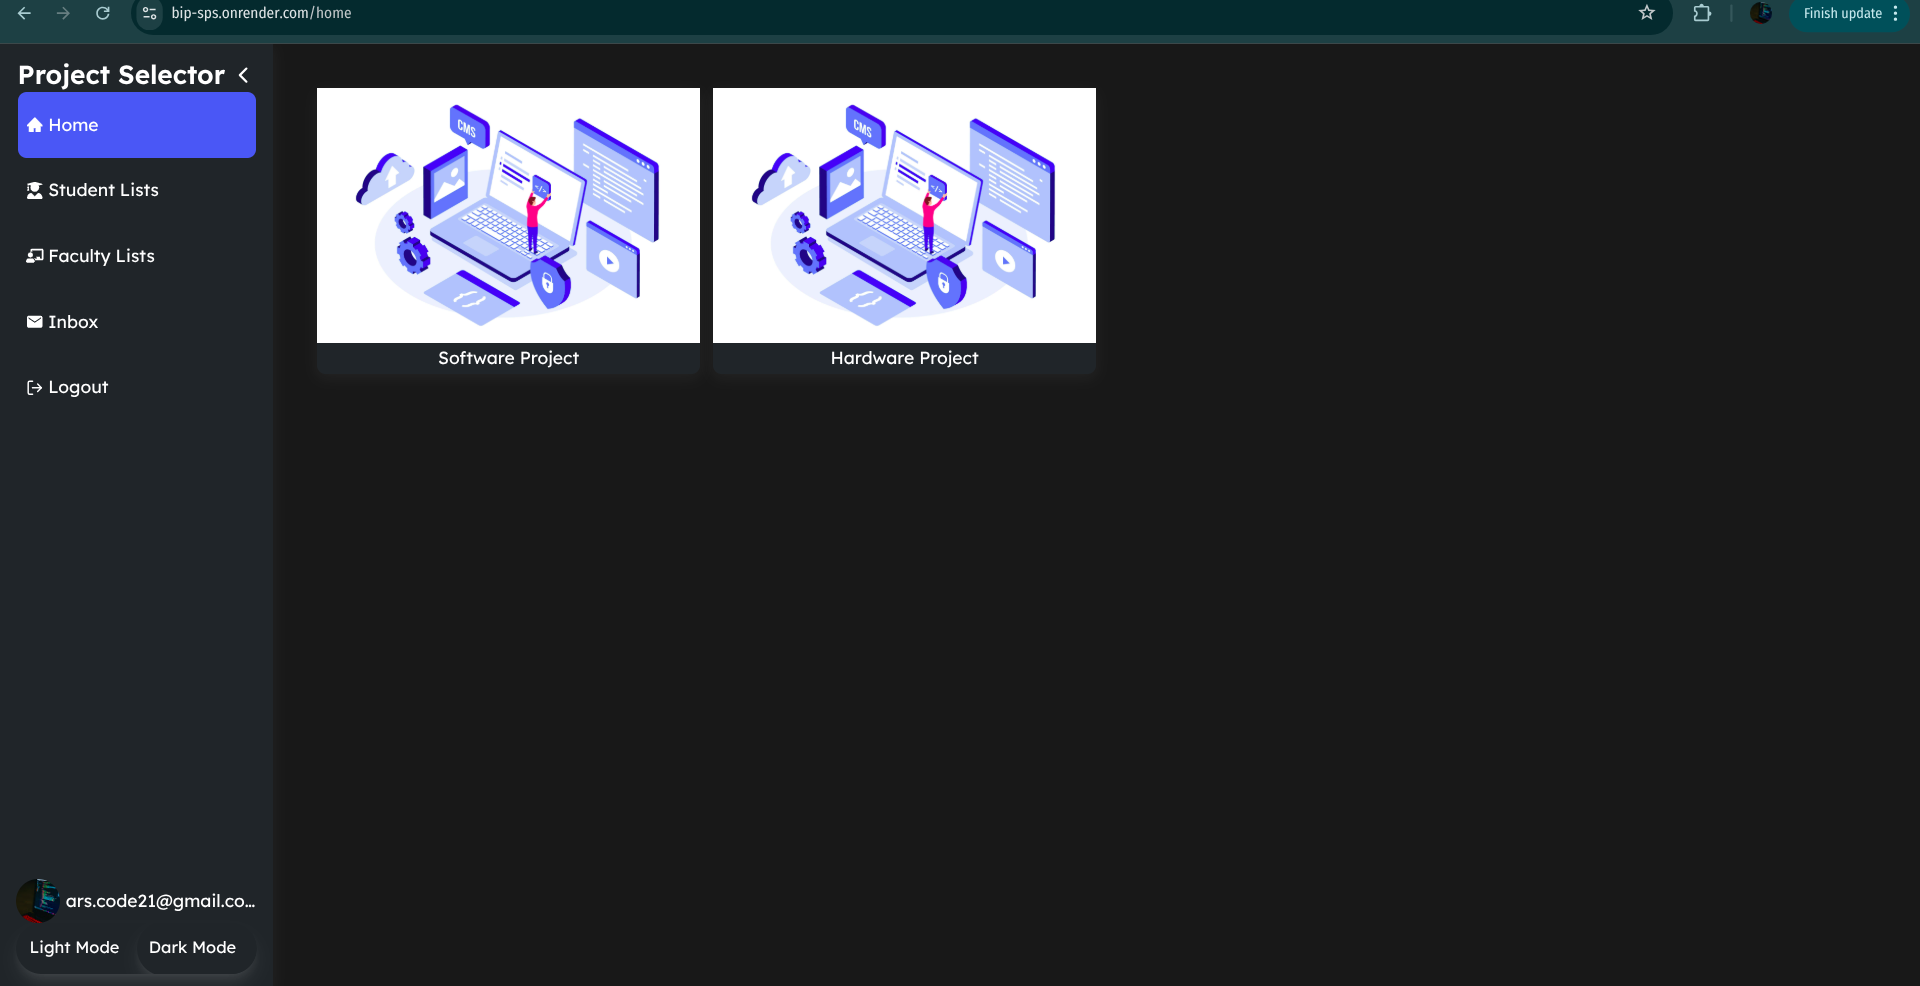 bip-sps.onrender.com/home
Finish update
Project Selector
Home
Student Lists
Faculty Lists
Inbox
Logout
CMS
</>
Software Project
CMS
</>
Hardware Project
ars.code21@gmail.co...
Light Mode
Dark Mode